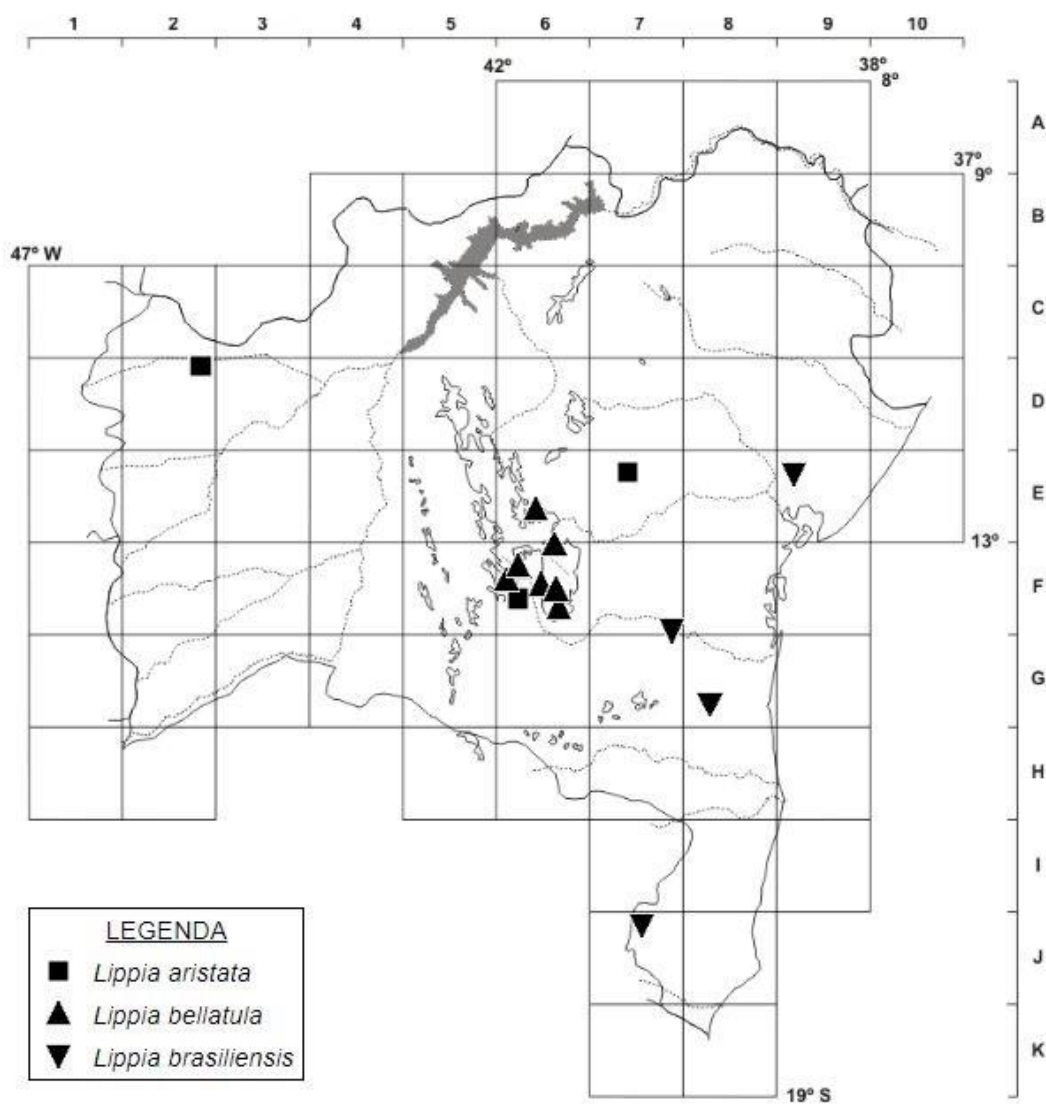 1 2 3 4 5 6 7 8 9 10
42º 38º
8º
A
37º
9º
B
47º W
C
D
E
13º
F
G
H
I
J
K
19º S
LEGENDA
Lippia aristata
Lippia bellatula
Lippia brasiliensis